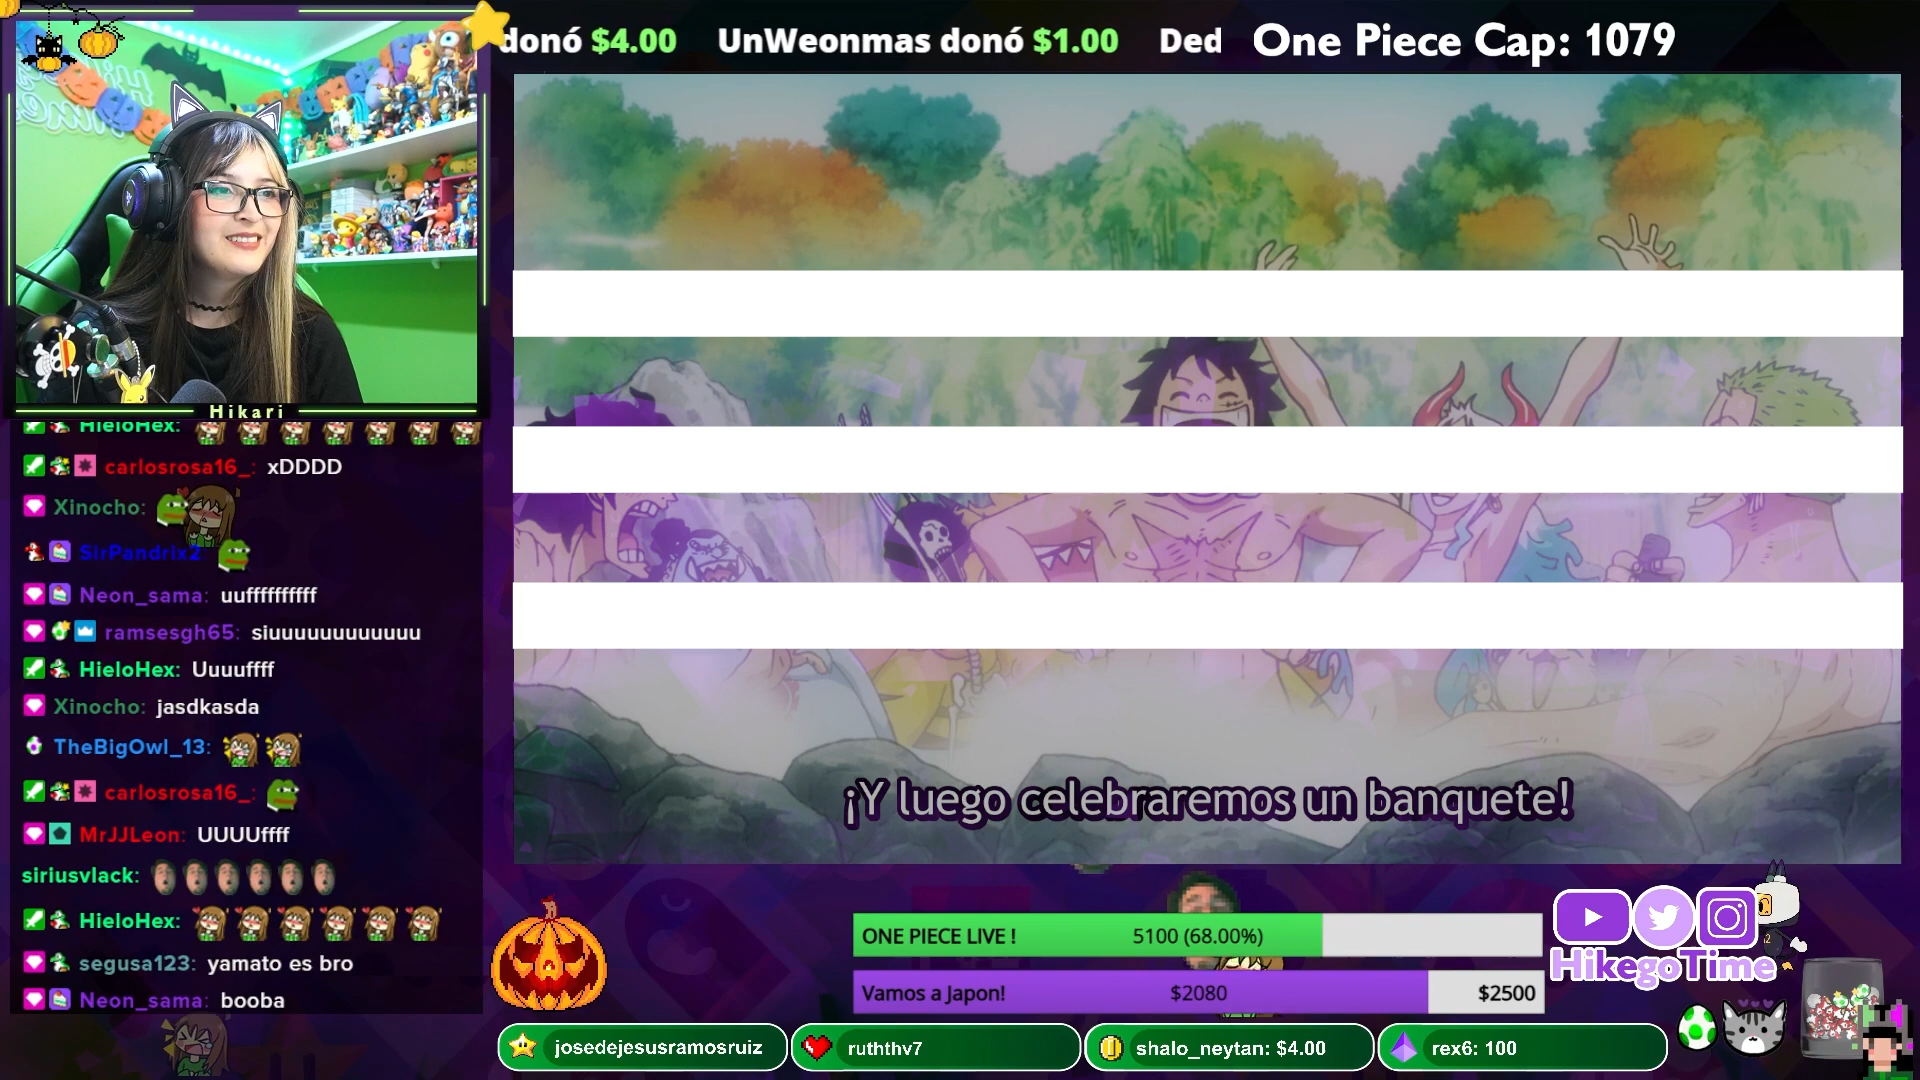 donó $4.00 UnWeonmas donó $1.00 Ded
One Piece Cap: 1079
Hikari
HieloHex:
carlosrosa16_: xDDDD
Xinocho:
SirPandrix2
Neon_sama: uuffffffffff
ramsesgh65: siuuuuuuuuuuuu
HieloHex: Uuuuffff
Xinocho: jasdkasda
TheBigOwl_13:
carlosrosa16_:
MrJJLeon: UUUUffff
siriusvlack:
HieloHex:
segusa123: yamato es bro
Neon_sama: booba
¡Y luego celebraremos un banquete!
ONE PIECE LIVE ! 5100 (68.00%)
Vamos a Japon! $2080 $2500
HikegoTime
josedejesusramosruiz
ruththv7
shalo_neytan: $4.00
rex6: 100